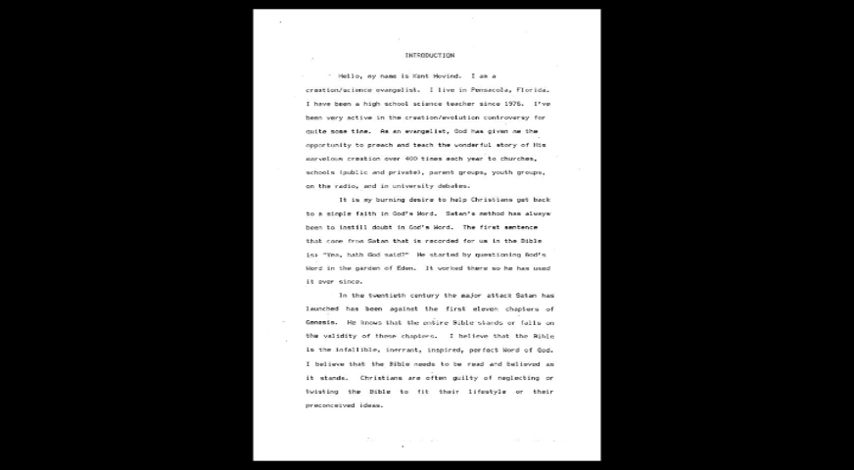 INTRODUCTION
Hello, my name is Kent Hovind. I am a
creation/science evangelist. I live in Pensacola, Florida.
I have been a high school science teacher since 1976. I've
been very active in the creation/evolution controversy for
quite some time. As an evangelist, God has given me the
opportunity to preach and teach the wonderful story of His
marvelous creation over 400 times each year to churches,
schools (public and private), parent groups, youth groups,
on the radio, and in university debates.
It is my burning desire to help Christians get back
to a simple faith in God's Word. Satan's method has always
been to instill doubt in God's Word. The first sentence
that came from Satan that is recorded for us in the Bible
is: "Yea, hath God said?" He started by questioning God's
Word in the garden of Eden. It worked there so he has used
it ever since.
In the twentieth century the major attack Satan has
launched has been against the first eleven chapters of
Genesis. He knows that the entire Bible stands or falls on
the validity of these chapters. I believe that the Bible
is the infallible, inerrant, inspired, perfect Word of God.
I believe that the Bible needs to be read and believed as
it stands. Christians are often guilty of neglecting or
twisting the Bible to fit their lifestyle or their
preconceived ideas.